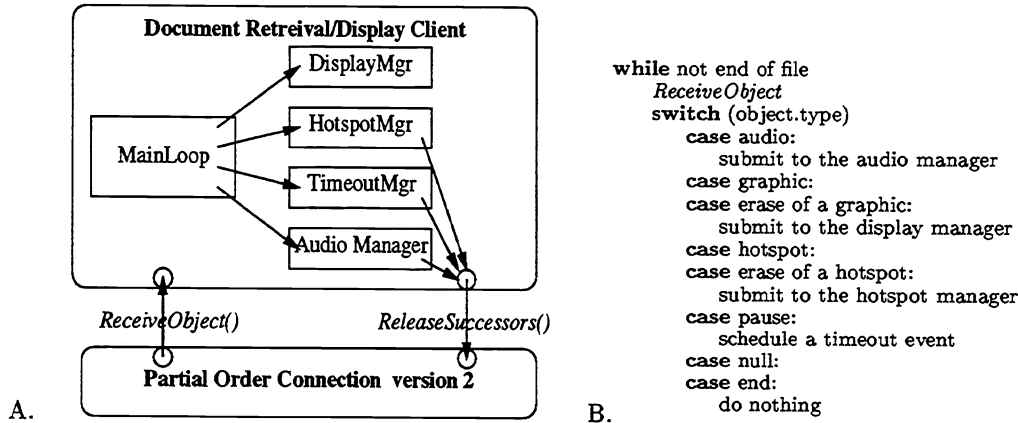 Document Retreival/Display Client
DisplayMgr
HotspotMgr
MainLoop
TimeoutMgr
Audio Manager
ReceiveObject()
ReleaseSuccessors()
Partial Order Connection version 2
A.
while not end of file
ReceiveObject
switch (object.type)
case audio:
submit to the audio manager
case graphic:
case erase of a graphic:
submit to the display manager
case hotspot:
case erase of a hotspot:
submit to the hotspot manager
case pause:
schedule a timeout event
case null:
case end:
do nothing
B.